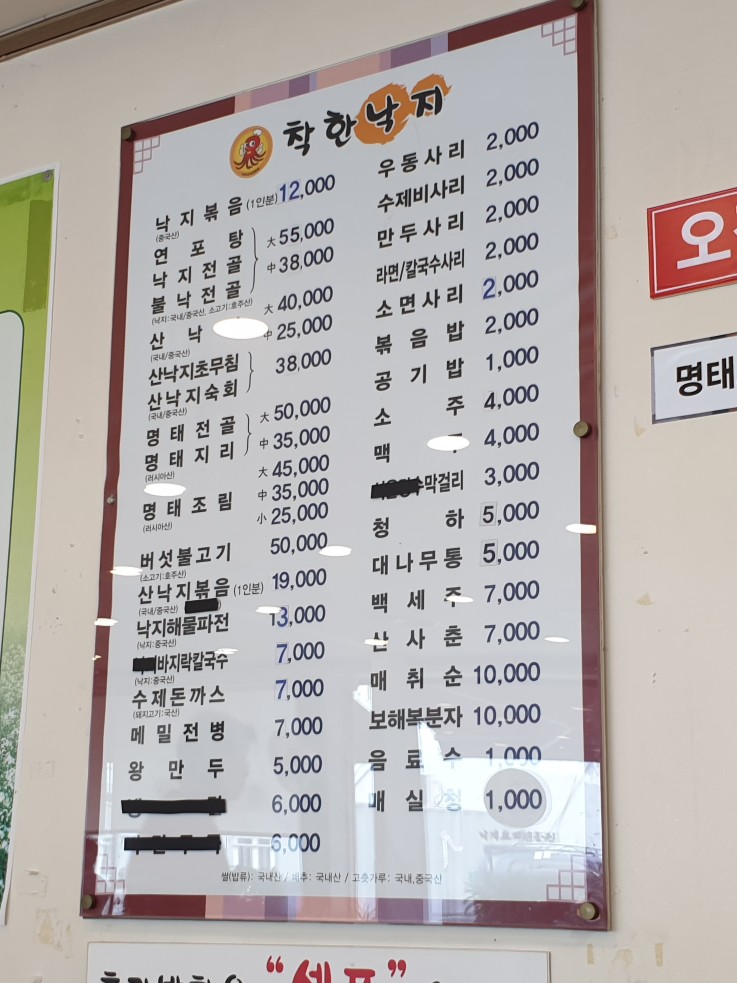 착한낙지
낙지볶음 (1인분) 12,000
(중국산)
연포탕
낙지전골
불낙전골
大 55,000
中 38,000
(낙지:국내/중국산, 소고기:호주산)
산낙
大 40,000
中 25,000
(국내/중국산)
산낙지초무침
산낙지숙회
38,000
(국내/중국산)
명태전골
명태지리
大 50,000
中 35,000
(러시아산)
명태조림
大 45,000
中 35,000
小 25,000
(러시아산)
버섯불고기 50,000
(소고기:호주산)
산낙지볶음 (1인분) 19,000
(국내/중국산)
낙지해물파전 13,000
(낙지:중국산)
바지락칼국수 7,000
(낙지:중국산)
수제돈까스 7,000
(돼지고기:국산)
메밀전병 7,000
왕만두 5,000
6,000
6,000
우동사리 2,000
수제비사리 2,000
만두사리 2,000
라면/칼국수사리 2,000
소면사리 2,000
볶음밥 2,000
공기밥 1,000
소주 4,000
맥 4,000
막걸리 3,000
청하 5,000
대나무통 5,000
백세주 7,000
산사춘 7,000
매취순 10,000
보해복분자 10,000
음료수 1,000
매실청 1,000
쌀(밥류): 국내산 / 배추: 국내산 / 고춧가루: 국내,중국산
명태
"셀프"